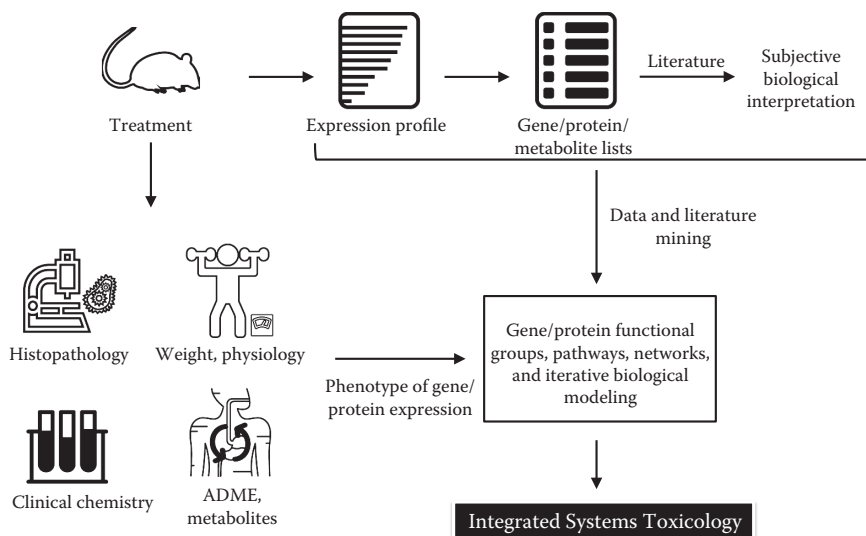 Treatment
Expression profile
Gene/protein/
metabolite lists
Literature
Subjective
biological
interpretation
Data and literature
mining
Histopathology
Weight, physiology
Clinical chemistry
ADME,
metabolites
Phenotype of gene/
protein expression
Gene/protein functional
groups, pathways, networks,
and iterative biological
modeling
Integrated Systems Toxicology